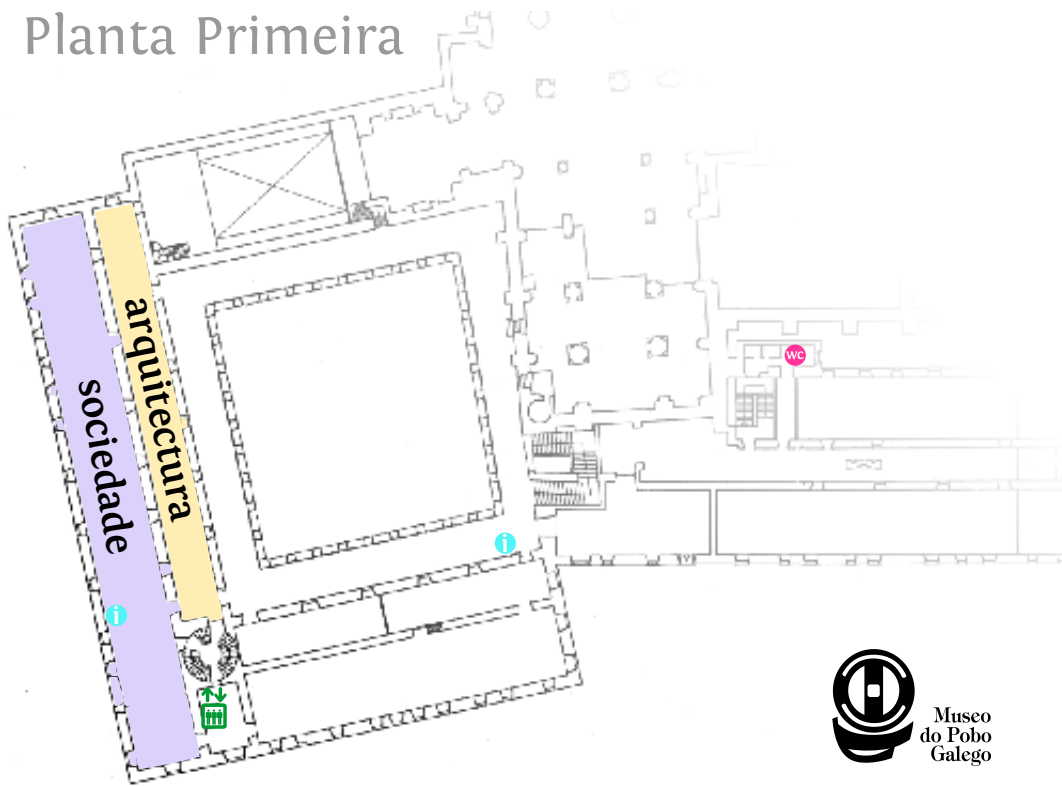 Planta Primeira
arquitectura
sociedade
wc
i
i
Museo
do Pobo
Galego